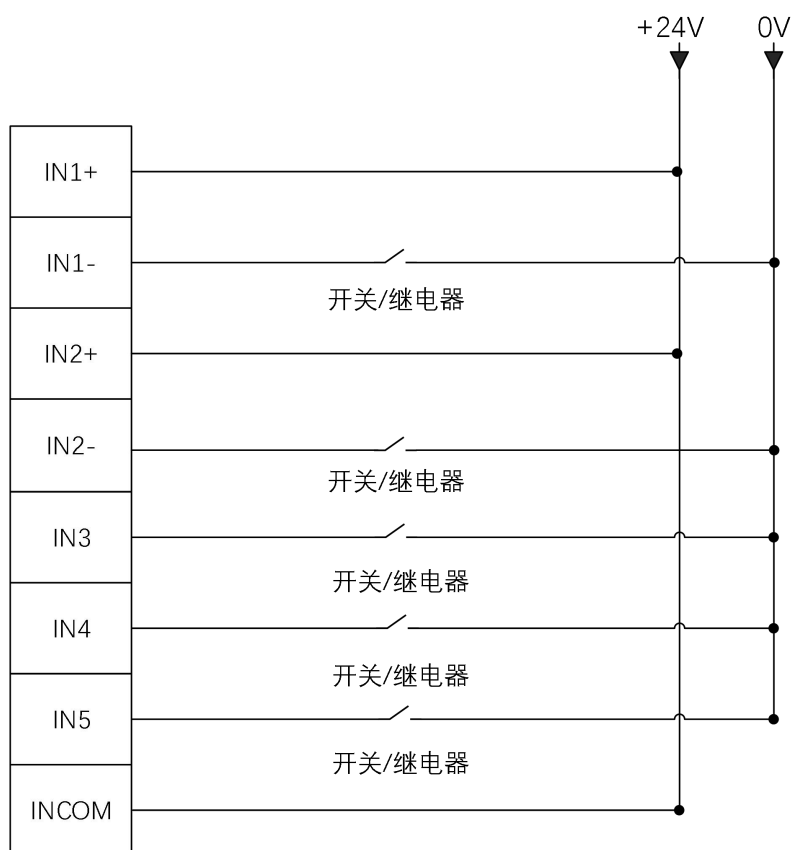 +24V 0V
IN1+
IN1-
开关/继电器
IN2+
IN2-
开关/继电器
IN3
开关/继电器
IN4
开关/继电器
IN5
开关/继电器
INCOM